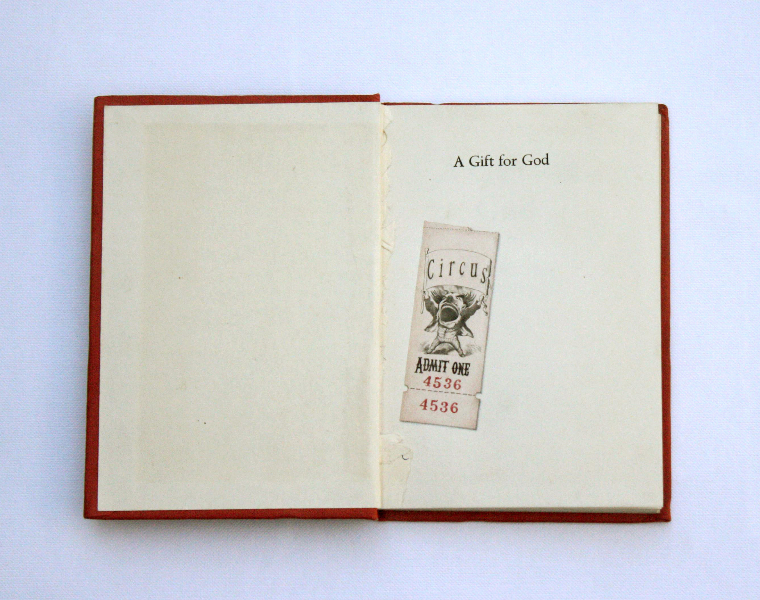 A Gift for God
Circus
ADMIT ONE
4536
4536